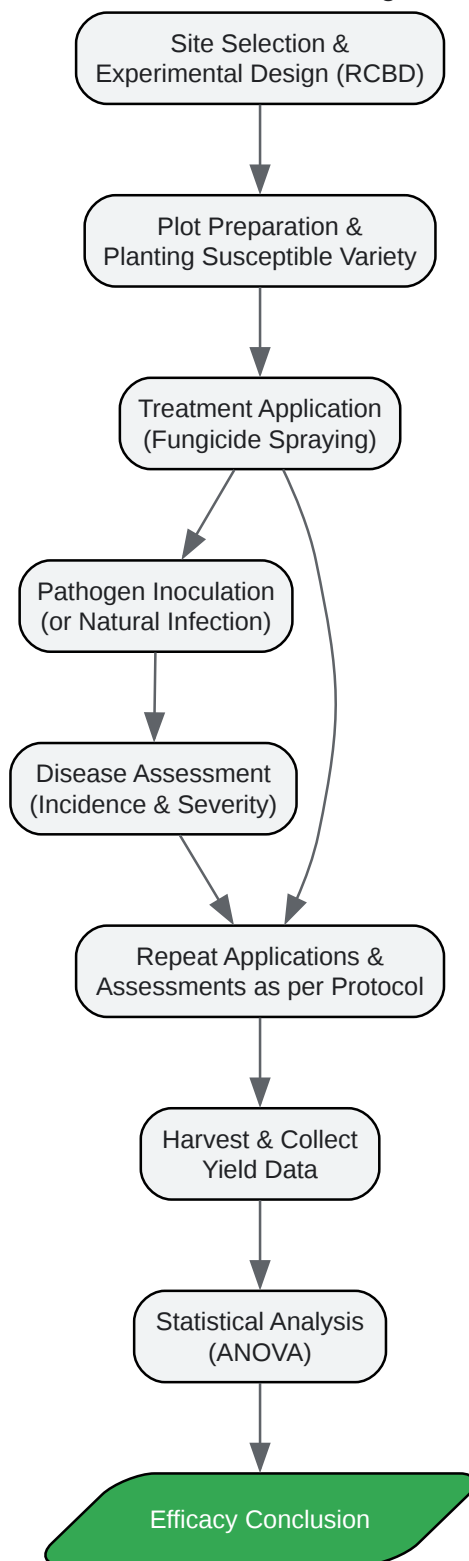 Site Selection &
Experimental Design (RCBD)
Plot Preparation &
Planting Susceptible Variety
Treatment Application
(Fungicide Spraying)
Pathogen Inoculation
(or Natural Infection)
Disease Assessment
(Incidence & Severity)
Repeat Applications &
Assessments as per Protocol
Harvest & Collect
Yield Data
Statistical Analysis
(ANOVA)
Efficacy Conclusion